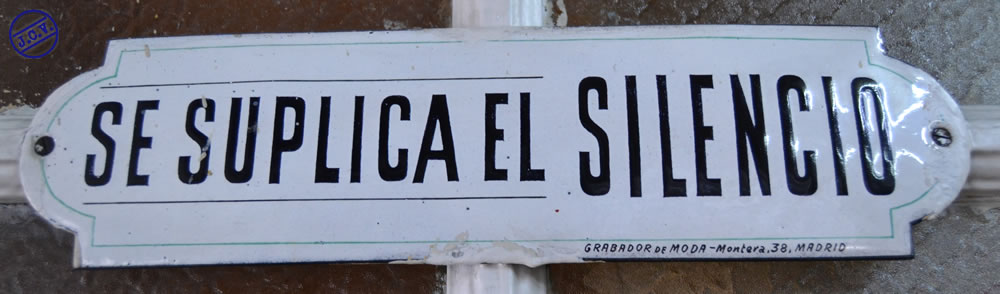 SE SUPLICA EL SILENCIO
GRABADOR DE MODA-Montera, 38, MADRID